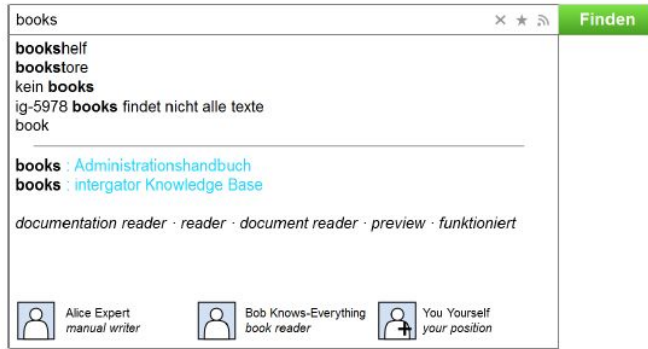 books Finden
bookshelf
bookstore
kein books
ig-5978 books findet nicht alle texte
book
books : Administrationshandbuch
books : intergator Knowledge Base
documentation reader · reader · document reader · preview · funktioniert
Alice Expert Bob Knows-Everything You Yourself
manual writer book reader your position